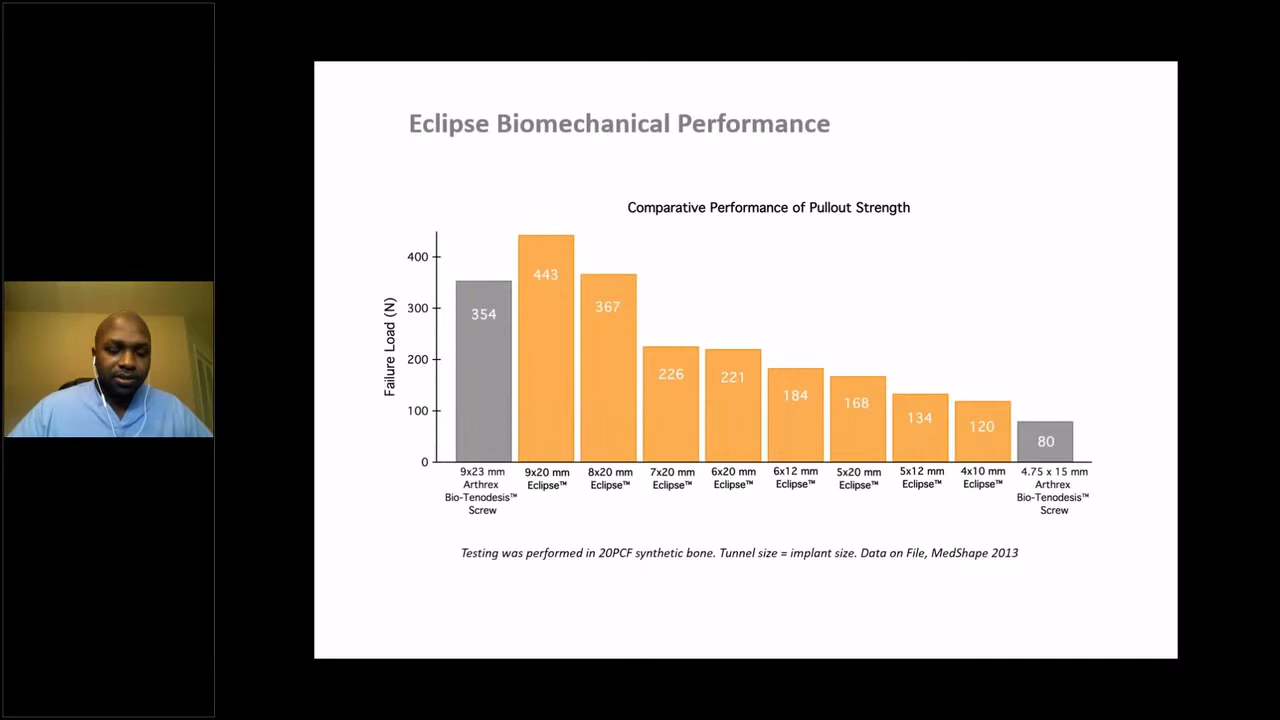 Eclipse Biomechanical Performance
Comparative Performance of Pullout Strength
Failure Load (N)
400
300
200
100
0
354
443
367
226
221
184
168
134
120
80
9x23 mm
Arthrex
Bio-Tenodesis™
Screw
9x20 mm
Eclipse™
8x20 mm
Eclipse™
7x20 mm
Eclipse™
6x20 mm
Eclipse™
6x12 mm
Eclipse™
5x20 mm
Eclipse™
5x12 mm
Eclipse™
4x10 mm
Eclipse™
4.75 x 15 mm
Arthrex
Bio-Tenodesis™
Screw
Testing was performed in 20PCF synthetic bone. Tunnel size = implant size. Data on File, MedShape 2013